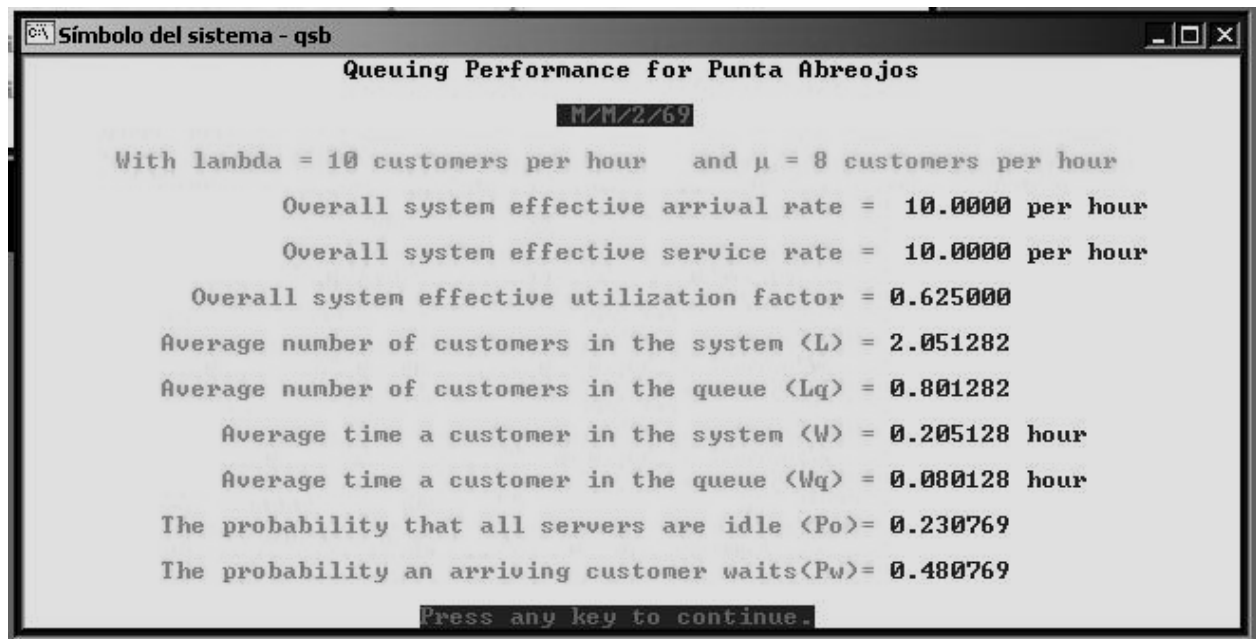 Símbolo del sistema - qsb
Queuing Performance for Punta Abreojos
M/M/2/69
With lambda = 10 customers per hour and µ = 8 customers per hour
Overall system effective arrival rate = 10.0000 per hour
Overall system effective service rate = 10.0000 per hour
Overall system effective utilization factor = 0.625000
Average number of customers in the system (L) = 2.051282
Average number of customers in the queue (Lq) = 0.801282
Average time a customer in the system (W) = 0.205128 hour
Average time a customer in the queue (Wq) = 0.080128 hour
The probability that all servers are idle (Po)= 0.230769
The probability an arriving customer waits(Pw)= 0.480769
Press any key to continue.